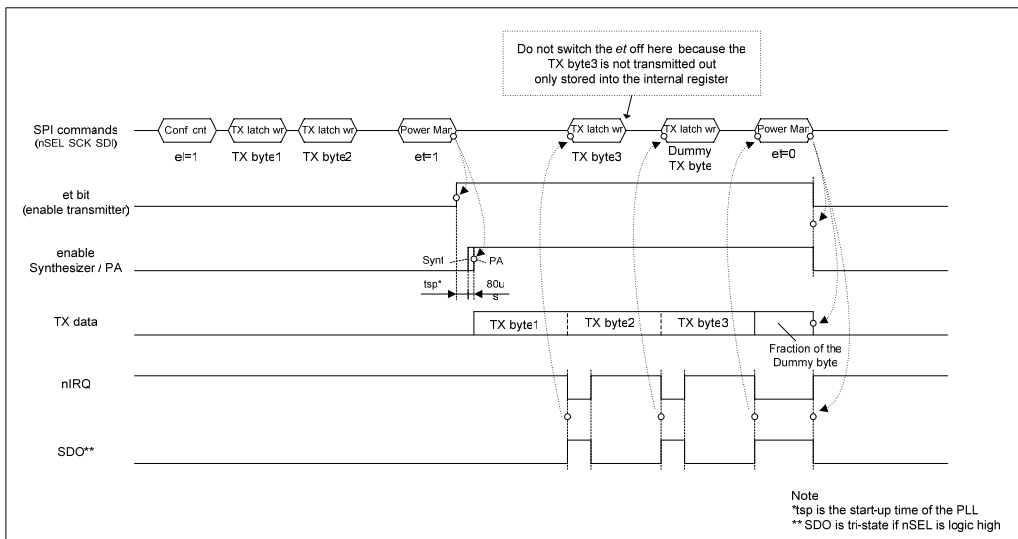 Do not switch the et off here because the
TX byte3 is not transmitted out
only stored into the internal register
SPI commands
(nSEL SCK SDI)
Conf cnt
TX latch wr
TX latch wr
Power Man
TX latch wr
TX latch wr
Power Man
el=1
TX byte1
TX byte2
et=1
TX byte3
Dummy
TX byte
et=0
et bit
(enable transmitter)
enable
Synthesizer / PA
Synt
PA
tsp*
80u
s
TX data
TX byte1
TX byte2
TX byte3
Fraction of the
Dummy byte
nIRQ
SDO**
Note
*tsp is the start-up time of the PLL
** SDO is tri-state if nSEL is logic high